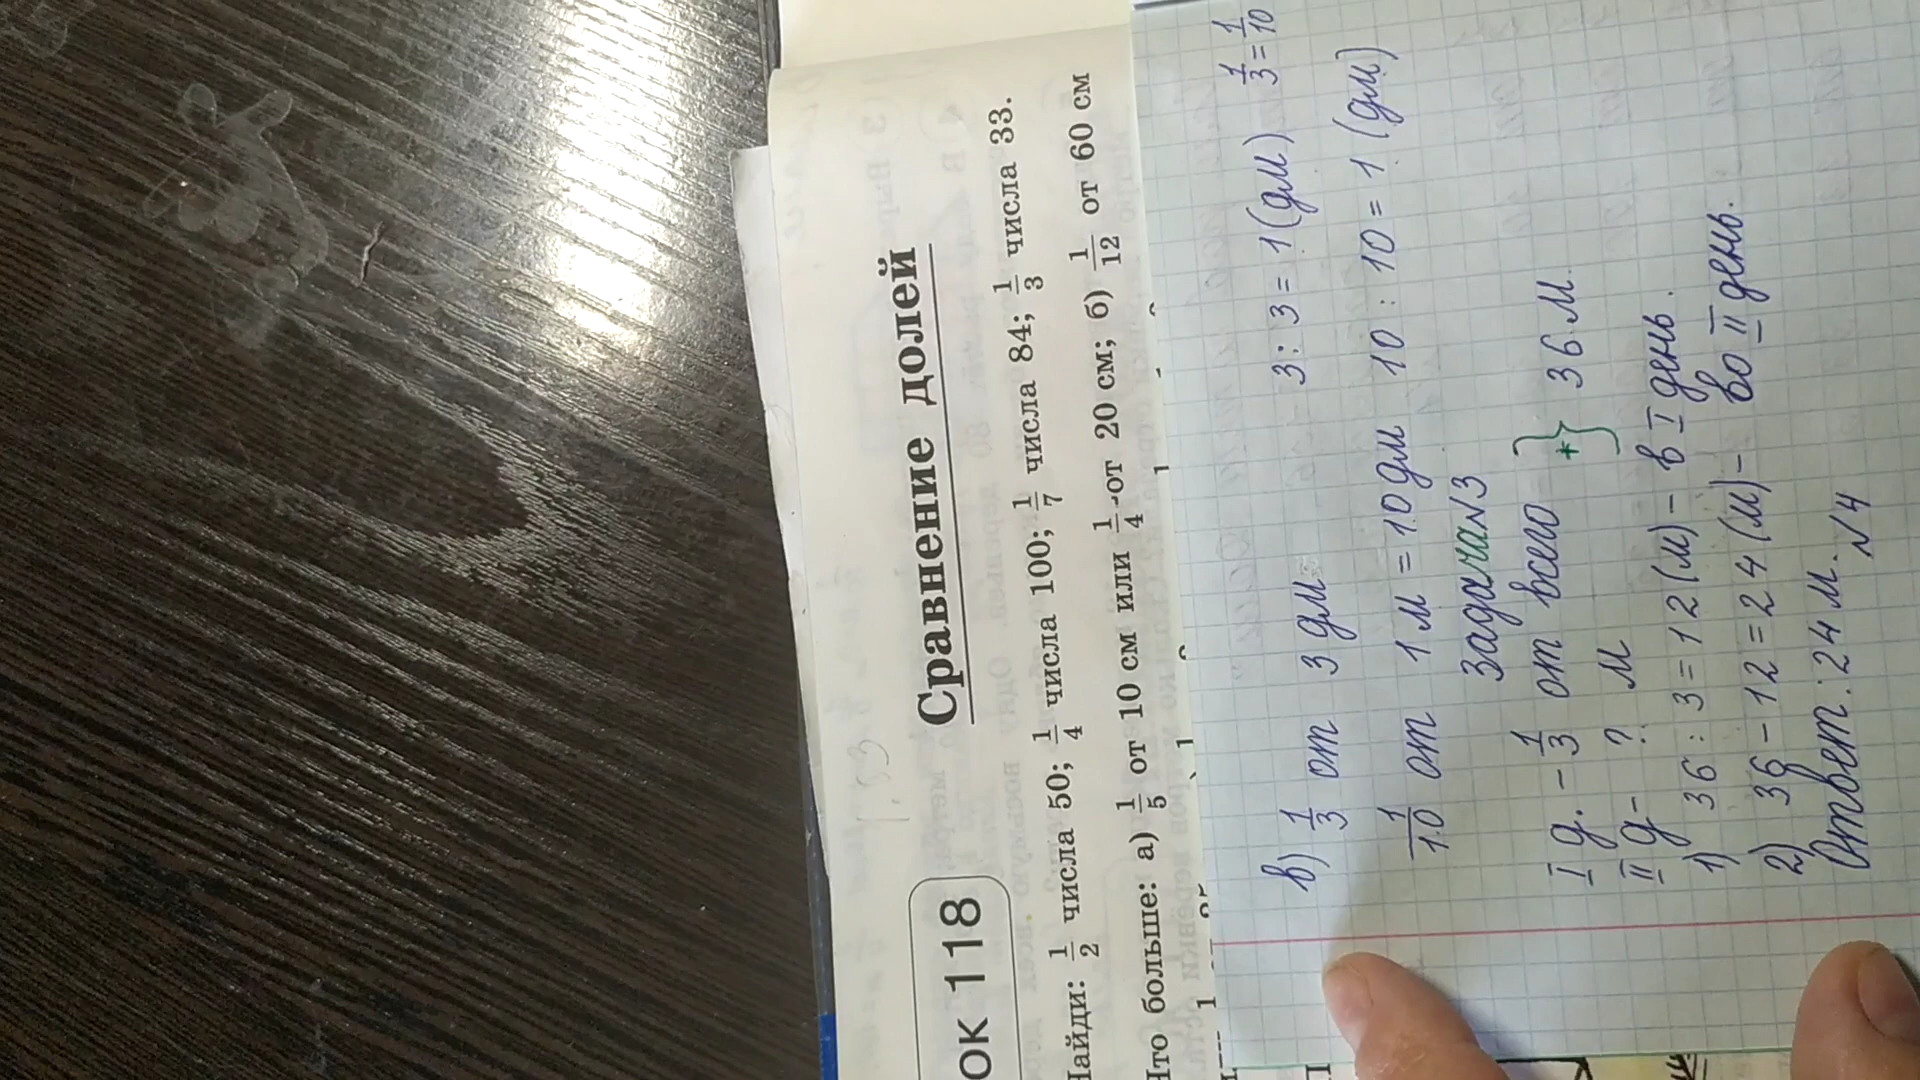 ок 118 Сравнение долей
Найди: 1/2 числа 50; 1/4 числа 100; 1/7 числа 84; 1/3 числа 33.
Что больше: а) 1/5 от 10 см или 1/4 от 20 см; б) 1/12 от 60 см
в) 1/3 от 3 дм 3 : 3 = 1 (дм) 1/3 = 1/10
1/10 от 1 м = 10 дм 10 : 10 = 1 (дм)
Задача №3
I д. - 1/3 от всего } + 36 м
II д - ? м
1) 36 : 3 = 12 (м) - в I день.
2) 36 - 12 = 24 (м) - во II день.
Ответ: 24 м.
№4